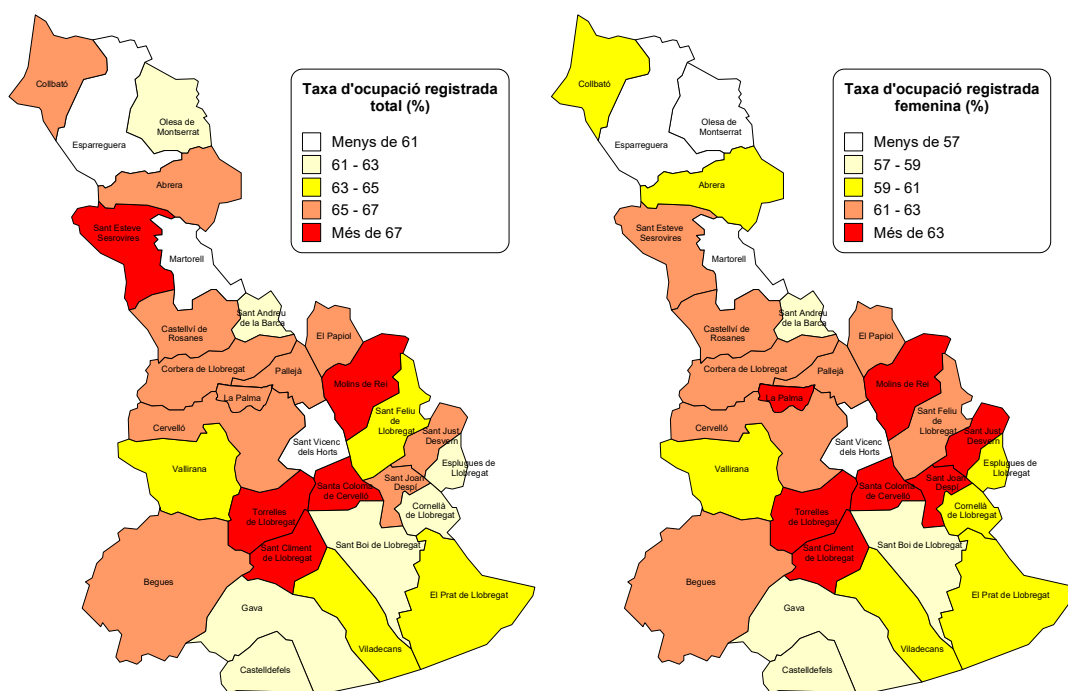 Collbató
Olesa de
Montserrat
Esparreguera
Abrera
Sant Esteve
Sesrovires
Martorell
Sant Andreu
de la Barca
Castellví de
Rosanes
El Papiol
Corbera de Llobregat
Pallejà
Molins de Rei
La Palma
Sant Feliu
de
Llobregat
Cervelló
Sant Just
Desvern
Sant Vicenc
dels Horts
Vallirana
Esplugues de
Llobregat
Sant Joan
Despí
Santa Coloma
de Cervelló
Cornellà de
Llobregat
Torrelles
de Llobregat
Sant Climent
de Llobregat
Sant Boi de Llobregat
Begues
El Prat de Llobregat
Gava
Viladecans
Castelldefels
Taxa d'ocupació registrada
total (%)
Menys de 61
61 - 63
63 - 65
65 - 67
Més de 67
Collbató
Olesa de
Montserrat
Esparreguera
Abrera
Sant Esteve
Sesrovires
Martorell
Sant Andreu
de la Barca
Castellví de
Rosanes
El Papiol
Corbera de Llobregat
Pallejà
Molins de Rei
La Palma
Sant Feliu
de
Llobregat
Cervelló
Sant Just
Desvern
Sant Vicenc
dels Horts
Vallirana
Esplugues de
Llobregat
Sant Joan
Despí
Santa Coloma
de Cervelló
Cornellà
de Llobregat
Torrelles
de Llobregat
Sant Climent
de Llobregat
Sant Boi de Llobregat
Begues
El Prat de Llobregat
Gava
Viladecans
Castelldefels
Taxa d'ocupació registrada
femenina (%)
Menys de 57
57 - 59
59 - 61
61 - 63
Més de 63